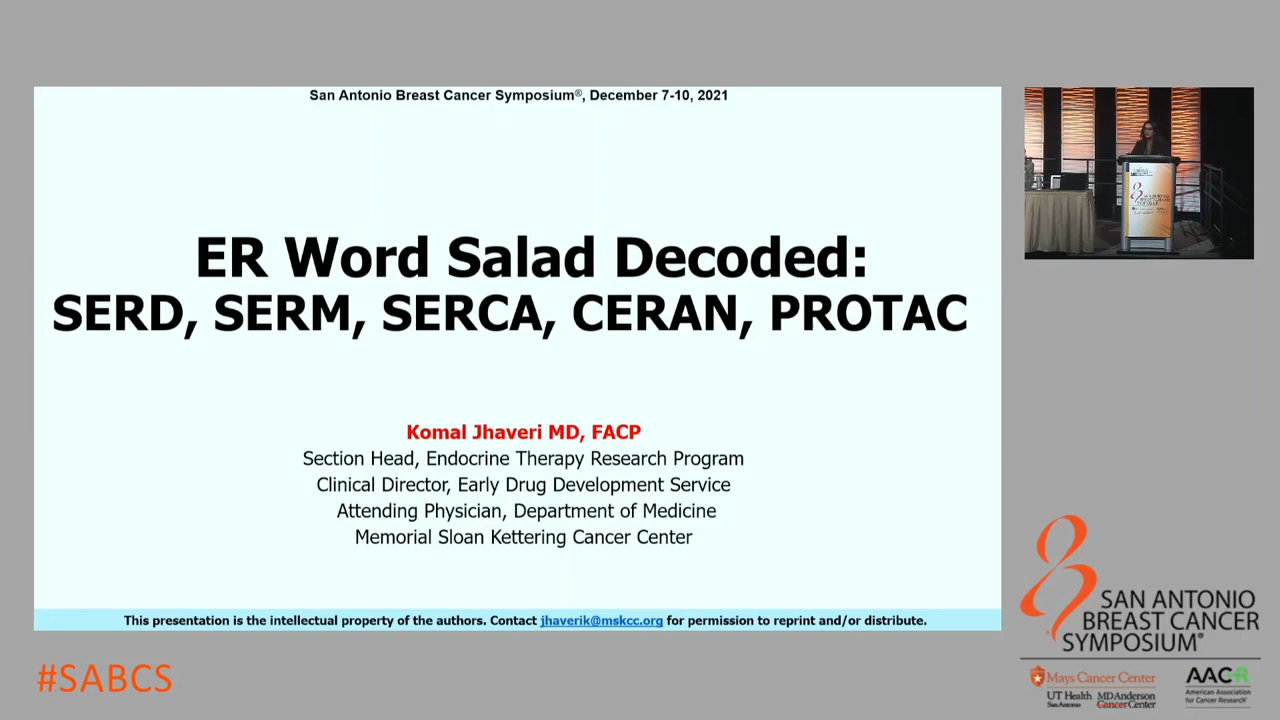 San Antonio Breast Cancer Symposium®, December 7-10, 2021
ER Word Salad Decoded:
SERD, SERM, SERCA, CERAN, PROTAC
Komal Jhaveri MD, FACP
Section Head, Endocrine Therapy Research Program
Clinical Director, Early Drug Development Service
Attending Physician, Department of Medicine
Memorial Sloan Kettering Cancer Center
This presentation is the intellectual property of the authors. Contact jhaverik@mskcc.org for permission to reprint and/or distribute.
#SABCS
SAN ANTONIO
BREAST CANCER
SYMPOSIUM®
Mays Cancer Center
UT Health
San Antonio
MD Anderson
Cancer Center
AACR
American Association
for Cancer Research®